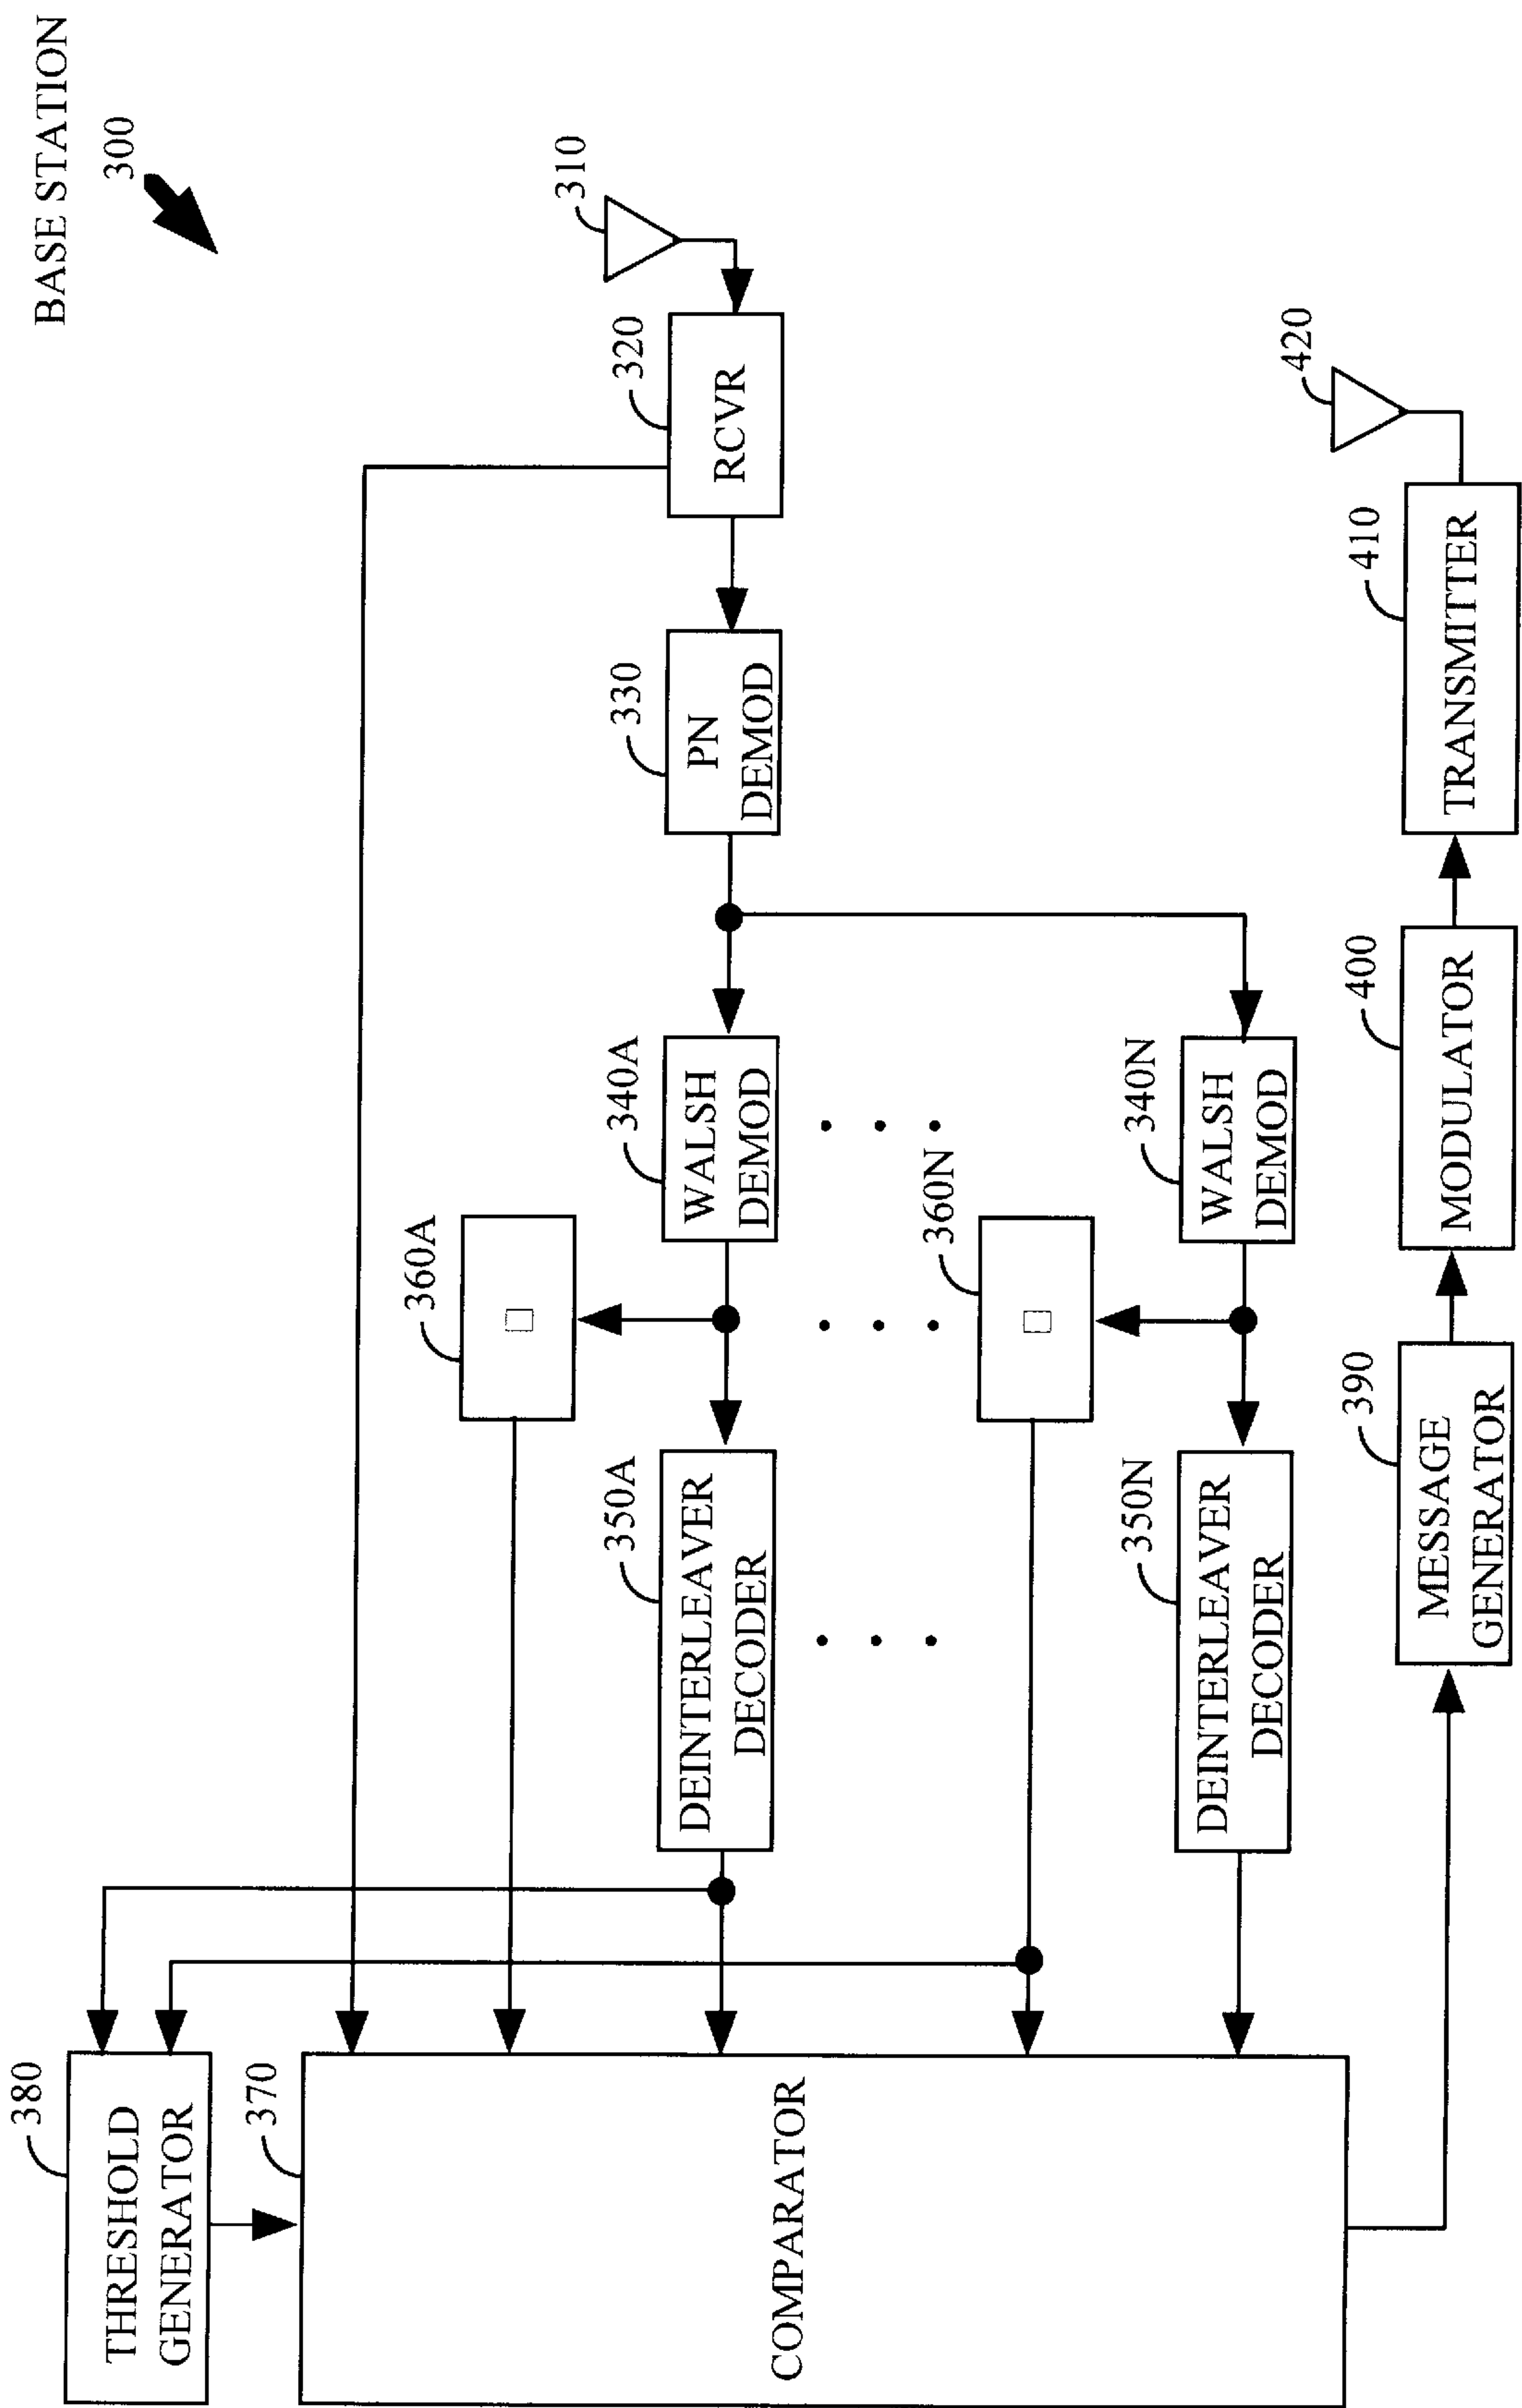 BASE STATION
300
310
RCVR
320
PN
DEMOD
330
WALSH
DEMOD
340A
360A
DEINTERLEAVER
DECODER
350A
360N
WALSH
DEMOD
340N
DEINTERLEAVER
DECODER
350N
THRESHOLD
GENERATOR
380
COMPARATOR
370
MESSAGE
GENERATOR
390
MODULATOR
400
TRANSMITTER
410
420